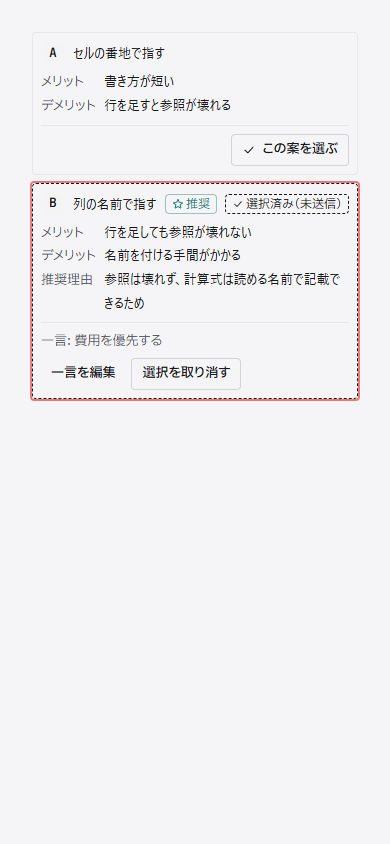 A セルの番地で指す
メリット 書き方が短い
デメリット 行を足すと参照が壊れる
この案を選ぶ
B 列の名前で指す 推奨 選択済み（未送信）
メリット 行を足しても参照が壊れない
デメリット 名前を付ける手間がかかる
推奨理由 参照は壊れず、計算式は読める名前で記載で
きるため
一言: 費用を優先する
一言を編集 選択を取り消す